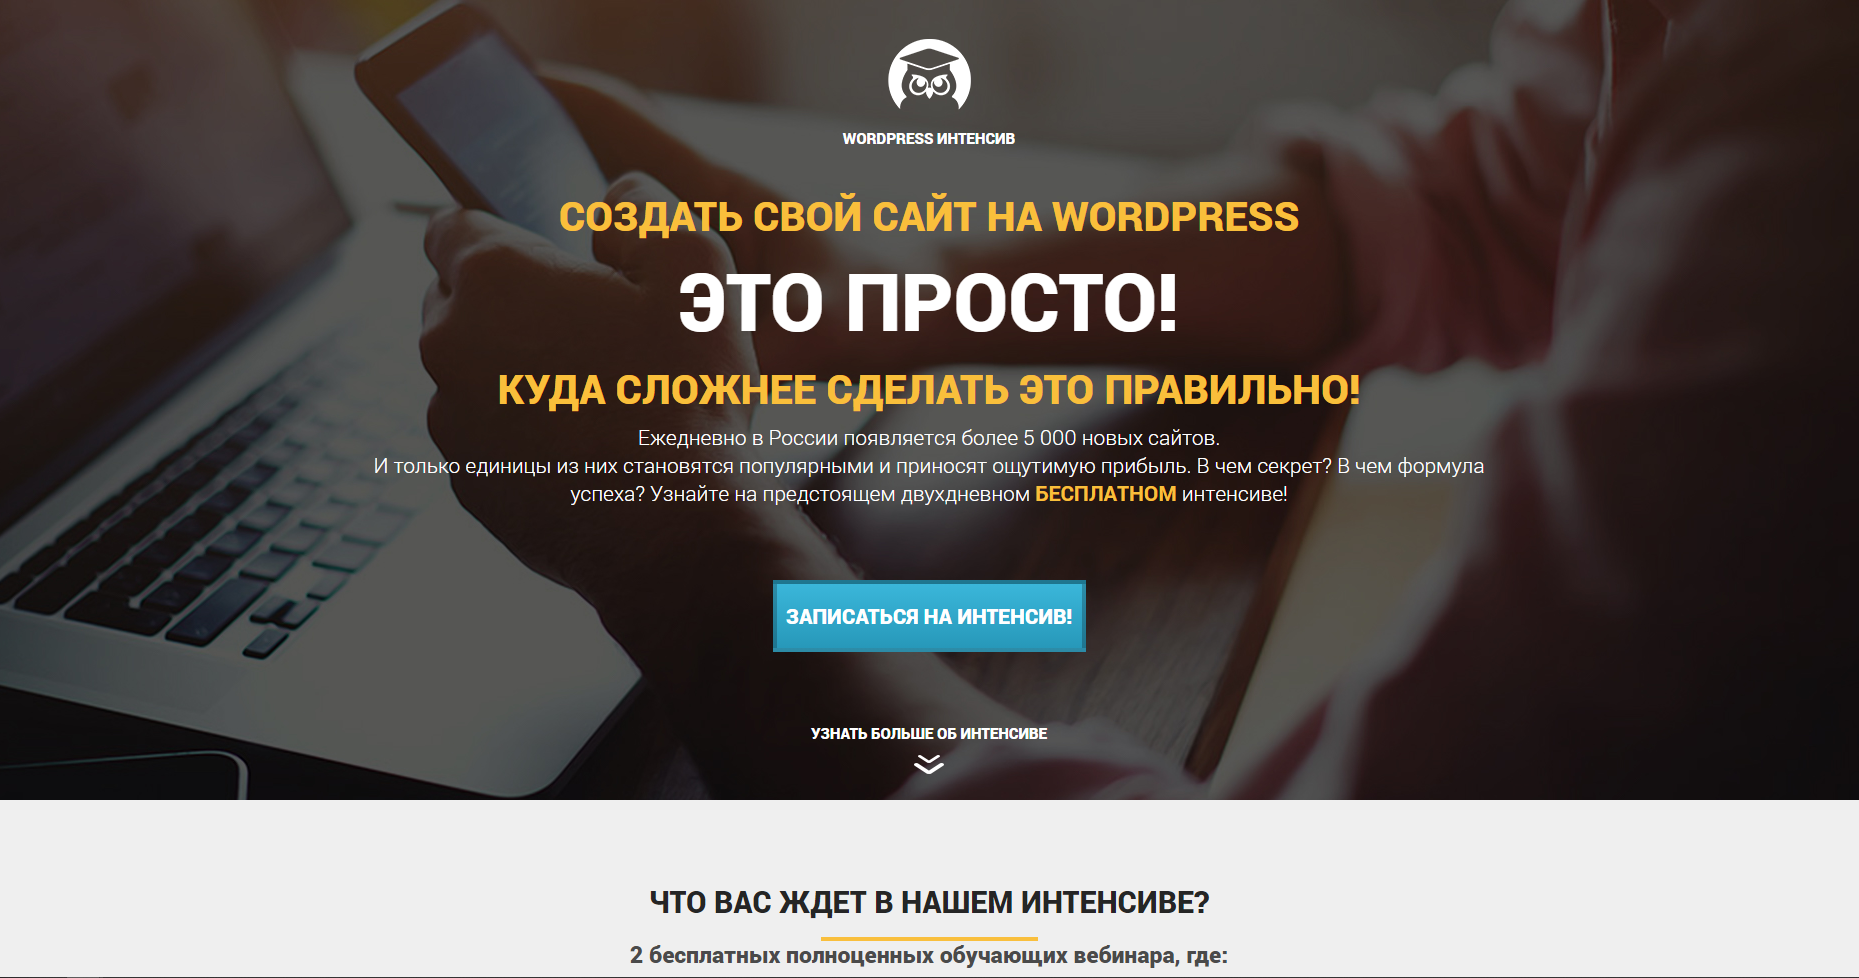 WORDPRESS ИНТЕНСИВ
СОЗДАТЬ СВОЙ САЙТ НА WORDPRESS
ЭТО ПРОСТО!
КУДА СЛОЖНЕЕ СДЕЛАТЬ ЭТО ПРАВИЛЬНО!
Ежедневно в России появляется более 5 000 новых сайтов.
И только единицы из них становятся популярными и приносят ощутимую прибыль. В чем секрет? В чем формула
успеха? Узнайте на предстоящем двухдневном БЕСПЛАТНОМ интенсиве!
ЗАПИСАТЬСЯ НА ИНТЕНСИВ!
УЗНАТЬ БОЛЬШЕ ОБ ИНТЕНСИВЕ
ЧТО ВАС ЖДЕТ В НАШЕМ ИНТЕНСИВЕ?
2 бесплатных полноценных обучающих вебинара, где: